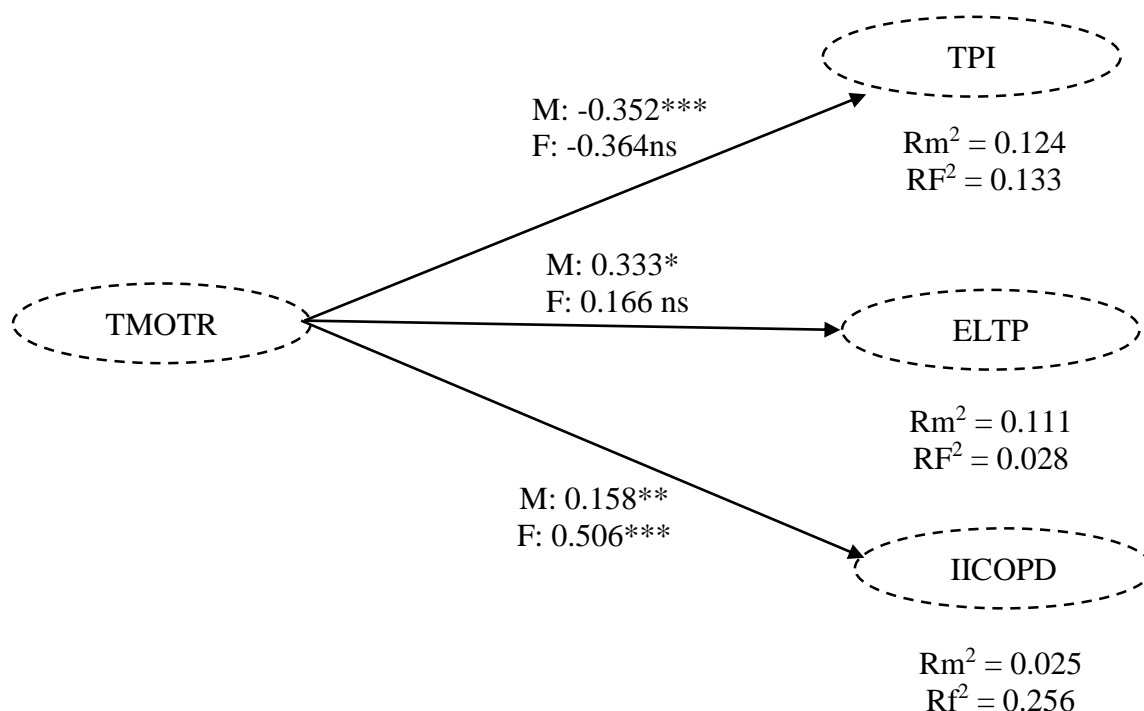 TPI
M: -0.352***
F: -0.364ns
Rm² = 0.124
RF² = 0.133
M: 0.333*
F: 0.166 ns
TMOTR
ELTP
Rm² = 0.111
RF² = 0.028
M: 0.158**
F: 0.506***
IICOPD
Rm² = 0.025
Rf² = 0.256